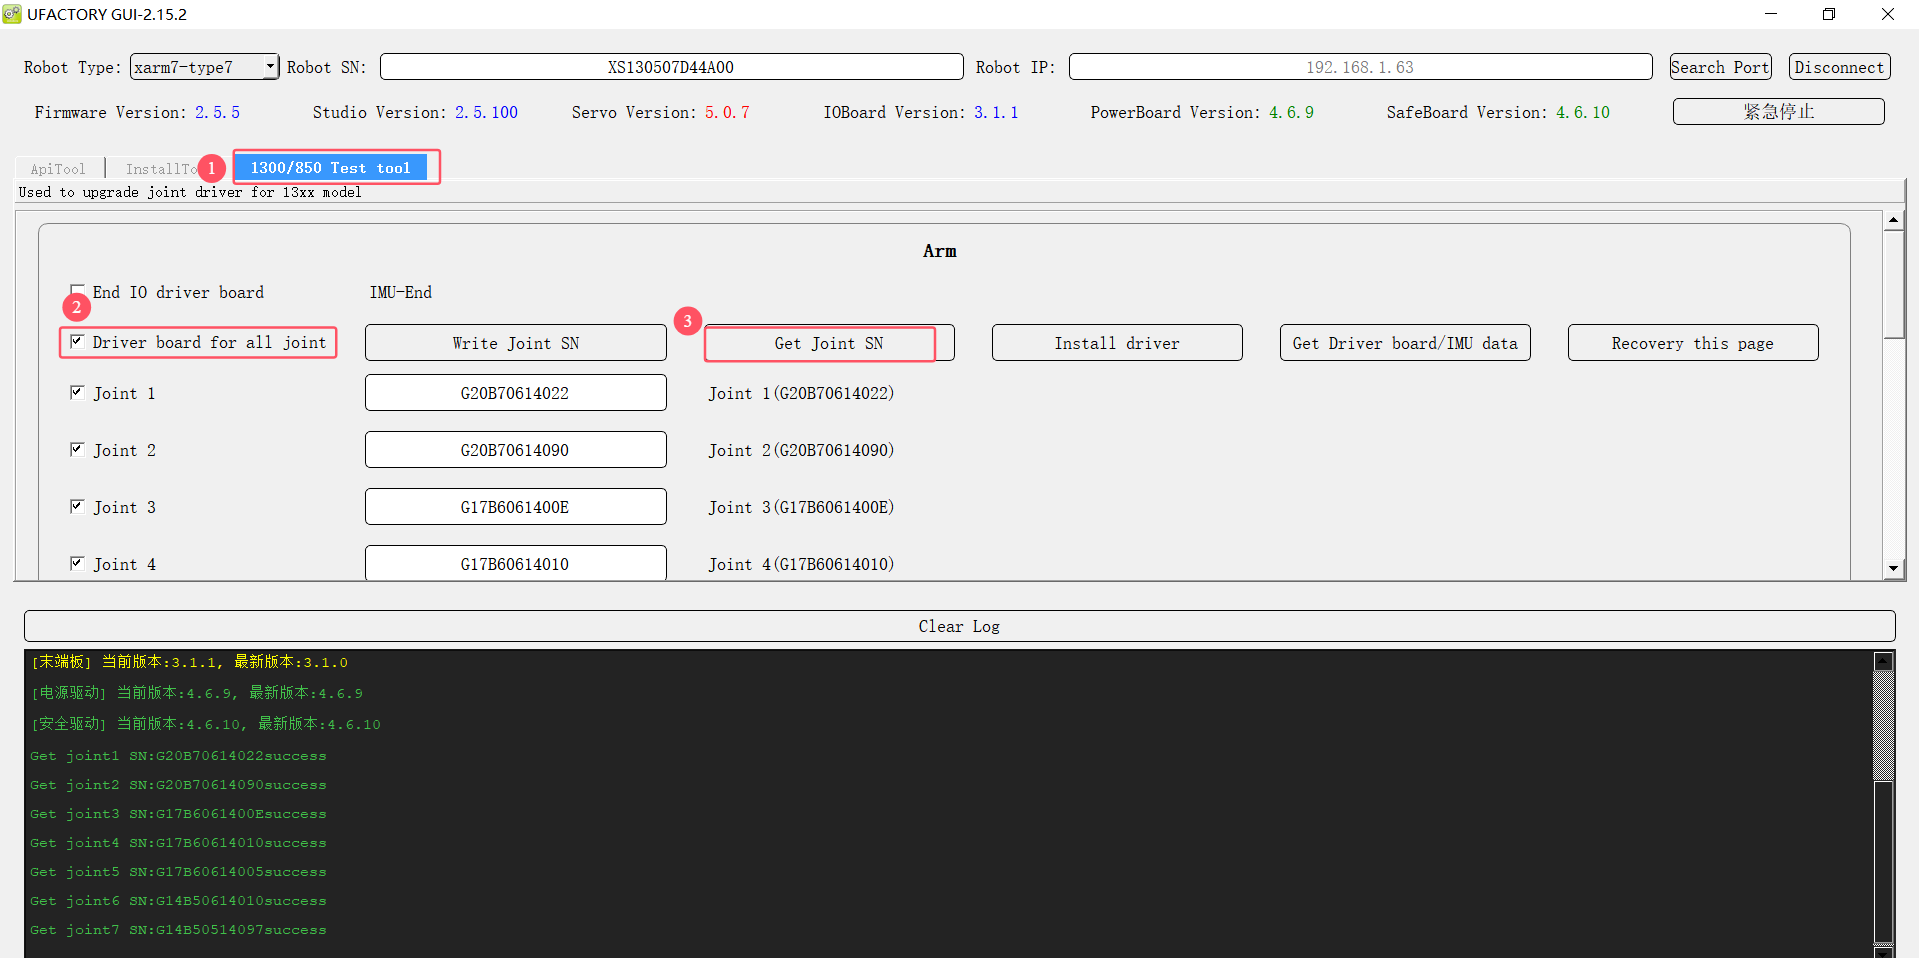 UFACTORY GUI-2.15.2
Robot Type: xarm7-type7 Robot SN: XS130507D44A00 Robot IP: 192.168.1.63 Search Port Disconnect
Firmware Version: 2.5.5 Studio Version: 2.5.100 Servo Version: 5.0.7 IOBoard Version: 3.1.1 PowerBoard Version: 4.6.9 SafeBoard Version: 4.6.10 紧急停止
ApiTool InstallTo 1 1300/850 Test tool
Used to upgrade joint driver for 13xx model
Arm
End IO driver board IMU-End
2 3
Driver board for all joint Write Joint SN Get Joint SN Install driver Get Driver board/IMU data Recovery this page
Joint 1 G20B70614022 Joint 1(G20B70614022)
Joint 2 G20B70614090 Joint 2(G20B70614090)
Joint 3 G17B6061400E Joint 3(G17B6061400E)
Joint 4 G17B60614010 Joint 4(G17B60614010)
Clear Log
[末端板] 当前版本:3.1.1, 最新版本:3.1.0
[电源驱动] 当前版本:4.6.9, 最新版本:4.6.9
[安全驱动] 当前版本:4.6.10, 最新版本:4.6.10
Get joint1 SN:G20B70614022success
Get joint2 SN:G20B70614090success
Get joint3 SN:G17B6061400Esuccess
Get joint4 SN:G17B60614010success
Get joint5 SN:G17B60614005success
Get joint6 SN:G14B50614010success
Get joint7 SN:G14B50514097success